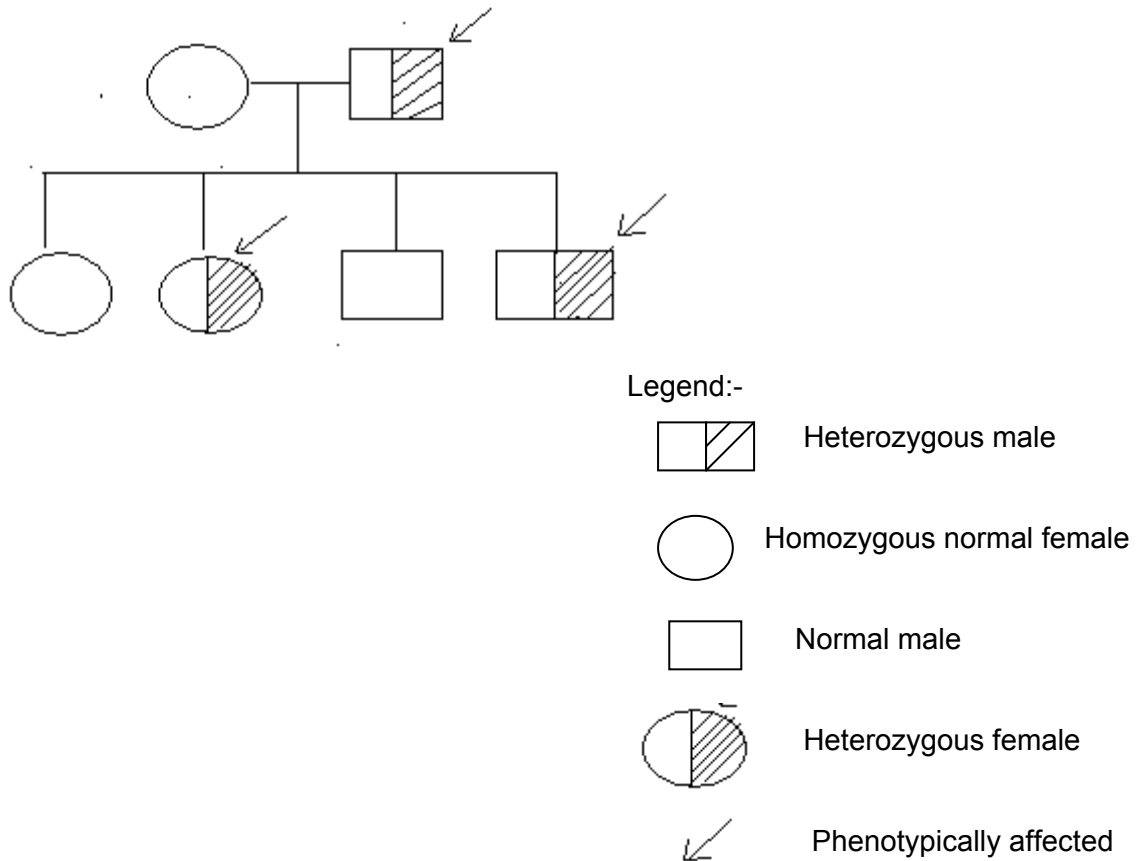 Legend:-
Heterozygous male
Homozygous normal female
Normal male
Heterozygous female
Phenotypically affected